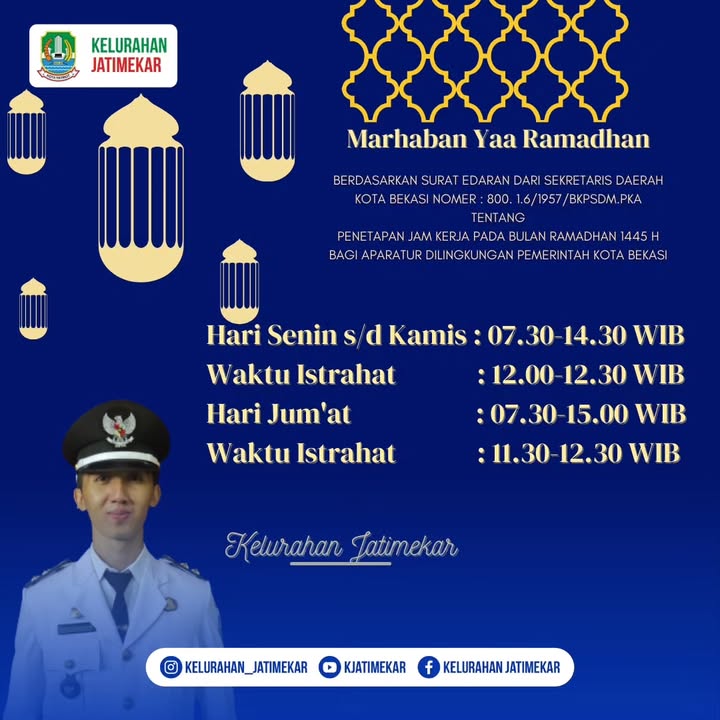 KELURAHAN
JATIMEKAR
Marhaban Yaa Ramadhan
BERDASARKAN SURAT EDARAN DARI SEKRETARIS DAERAH
KOTA BEKASI NOMER : 800. 1.6/1957/BKPSDM.PKA
TENTANG
PENETAPAN JAM KERJA PADA BULAN RAMADHAN 1445 H
BAGI APARATUR DILINGKUNGAN PEMERINTAH KOTA BEKASI
Hari Senin s/d Kamis : 07.30-14.30 WIB
Waktu Istrahat : 12.00-12.30 WIB
Hari Jum'at : 07.30-15.00 WIB
Waktu Istrahat : 11.30-12.30 WIB
Kelurahan Jatimekar
KELURAHAN_JATIMEKAR KJATIMEKAR KELURAHAN JATIMEKAR